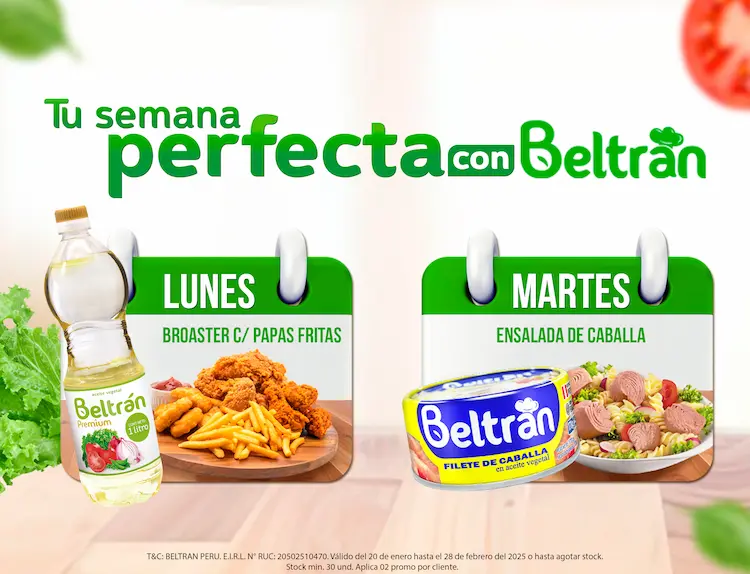 Tu semana
perfecta con Beltrán
LUNES
BROASTER C/ PAPAS FRITAS
aceite vegetal
Beltrán
Premium
1 litro
MARTES
ENSALADA DE CABALLA
Beltrán
FILETE DE CABALLA
en aceite vegetal
T&C: BELTRAN PERU. E.I.R.L. N° RUC: 20502510470. Válido del 20 de enero hasta el 28 de febrero del 2025 o hasta agotar stock.
Stock min. 30 und. Aplica 02 promo por cliente.